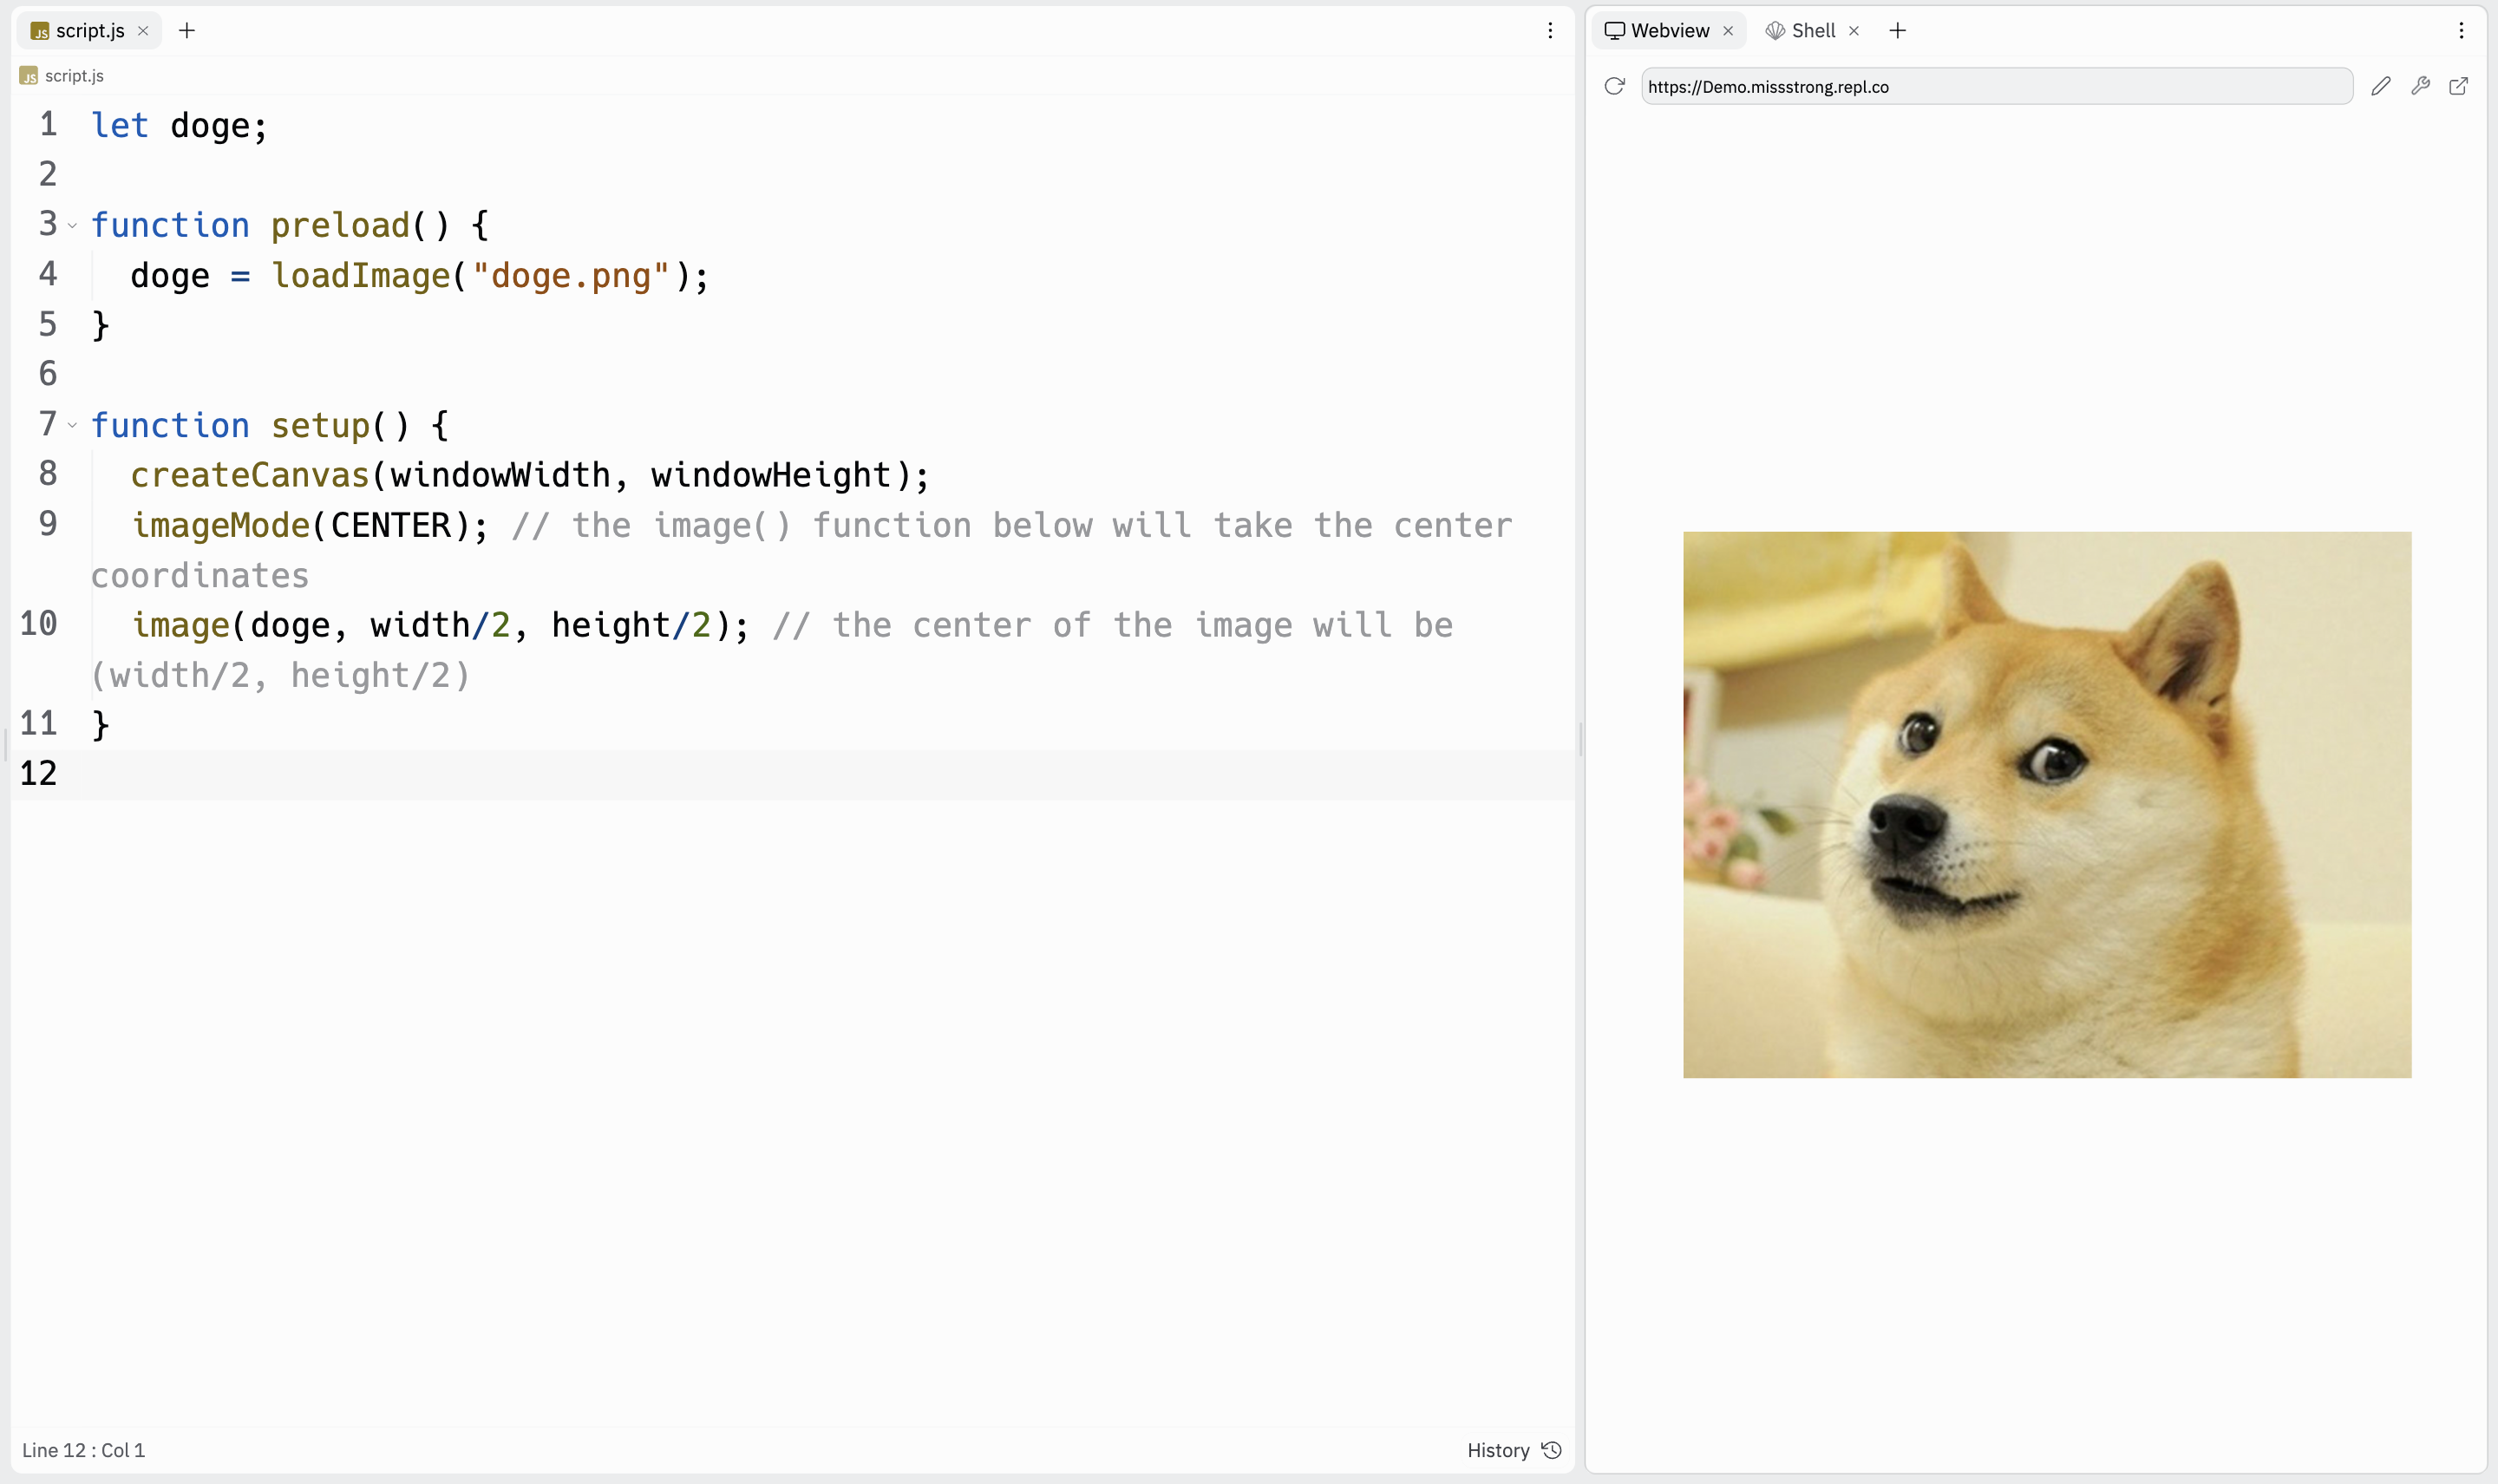 JS script.js × +
Webview × Shell × +
JS script.js
https://Demo.missstrong.repl.co
1 let doge;
2
3 function preload() {
4   doge = loadImage("doge.png");
5 }
6
7 function setup() {
8   createCanvas(windowWidth, windowHeight);
9   imageMode(CENTER); // the image() function below will take the center
coordinates
10   image(doge, width/2, height/2); // the center of the image will be
(width/2, height/2)
11 }
12
Line 12 : Col 1
History